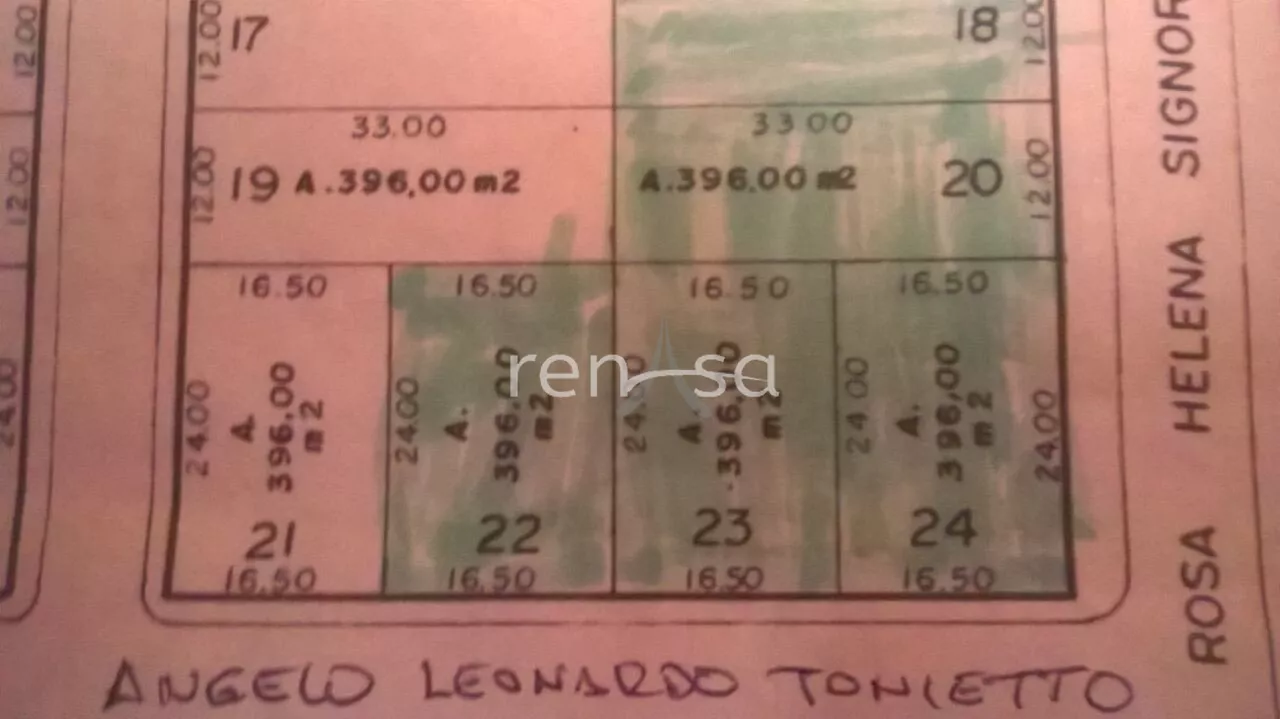 12.00 12.00 17 18 12.00
33.00 33 00
12.00 12.00 19 A.396,00 m2 A.396.00 m2 20 12.00
16.50 16.50 16.50 16.50
24.00 24.00 A. 396,00 m2 24.00 A. 396.00 m2 A. 396, m2 24 00 A. 396,00 m2 24.00
21 22 23 24
16.50 16.50 16.50 16.50
ANGELO LEONARDO TONIETTO
ROSA HELENA SIGNOR
renasa